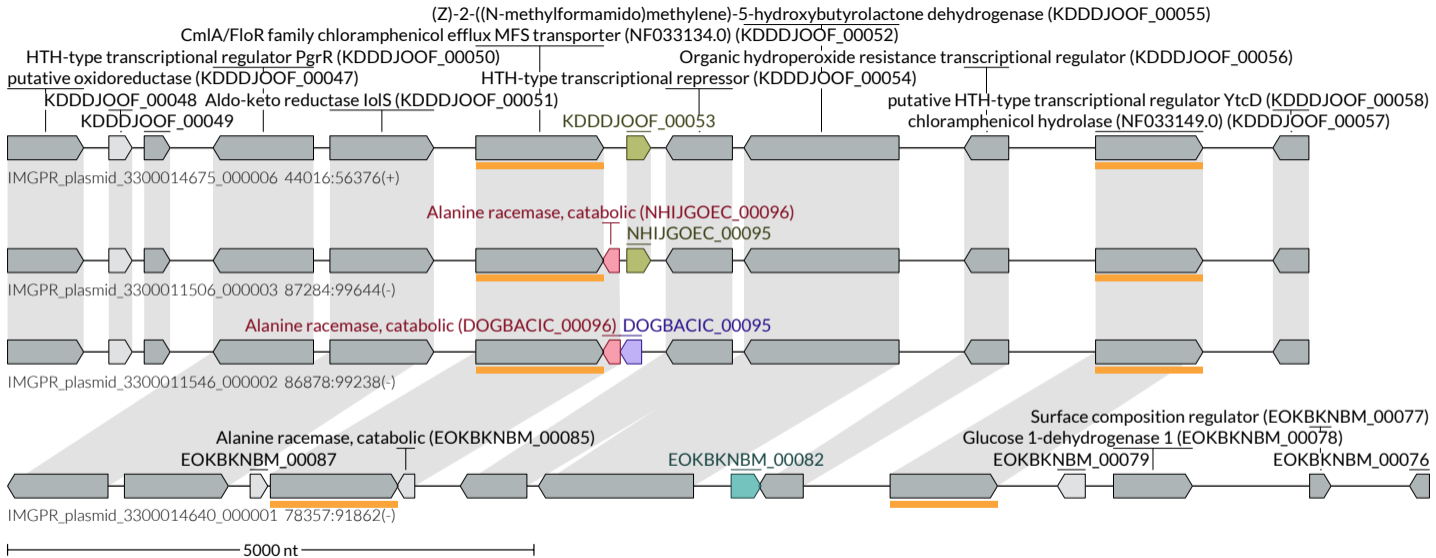 (Z)-2-((N-methylformamido)methylene)-5-hydroxybutyrolactone dehydrogenase (KDDDJOOF_00055)
CmlA/FloR family chloramphenicol efflux MFS transporter (NF033134.0) (KDDDJOOF_00052)
HTH-type transcriptional regulator PgrR (KDDDJOOF_00050) Organic hydroperoxide resistance transcriptional regulator (KDDDJOOF_00056)
putative oxidoreductase (KDDDJOOF_00047) HTH-type transcriptional repressor (KDDDJOOF_00054)
KDDDJOOF_00048 Aldo-keto reductase IolS (KDDDJOOF_00051) putative HTH-type transcriptional regulator YtcD (KDDDJOOF_00058)
KDDDJOOF_00049 KDDDJOOF_00053 chloramphenicol hydrolase (NF033149.0) (KDDDJOOF_00057)
IMGPR_plasmid_3300014675_000006 44016:56376(+)
Alanine racemase, catabolic (NHIJGOEC_00096)
NHIJGOEC_00095
IMGPR_plasmid_3300011506_000003 87284:99644(-)
Alanine racemase, catabolic (DOGBACIC_00096) DOGBACIC_00095
IMGPR_plasmid_3300011546_000002 86878:99238(-)
Surface composition regulator (EOKBKNBM_00077)
Alanine racemase, catabolic (EOKBKNBM_00085) Glucose 1-dehydrogenase 1 (EOKBKNBM_00078)
EOKBKNBM_00087 EOKBKNBM_00082 EOKBKNBM_00079 EOKBKNBM_00076
IMGPR_plasmid_3300014640_000001 78357:91862(-)
5000 nt